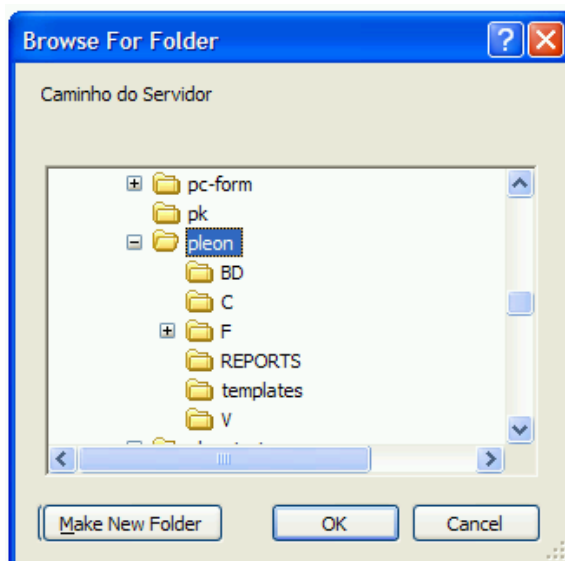 Browse For Folder
Caminho do Servidor
pc-form
pk
pleon
BD
C
F
REPORTS
templates
V
Make New Folder OK Cancel